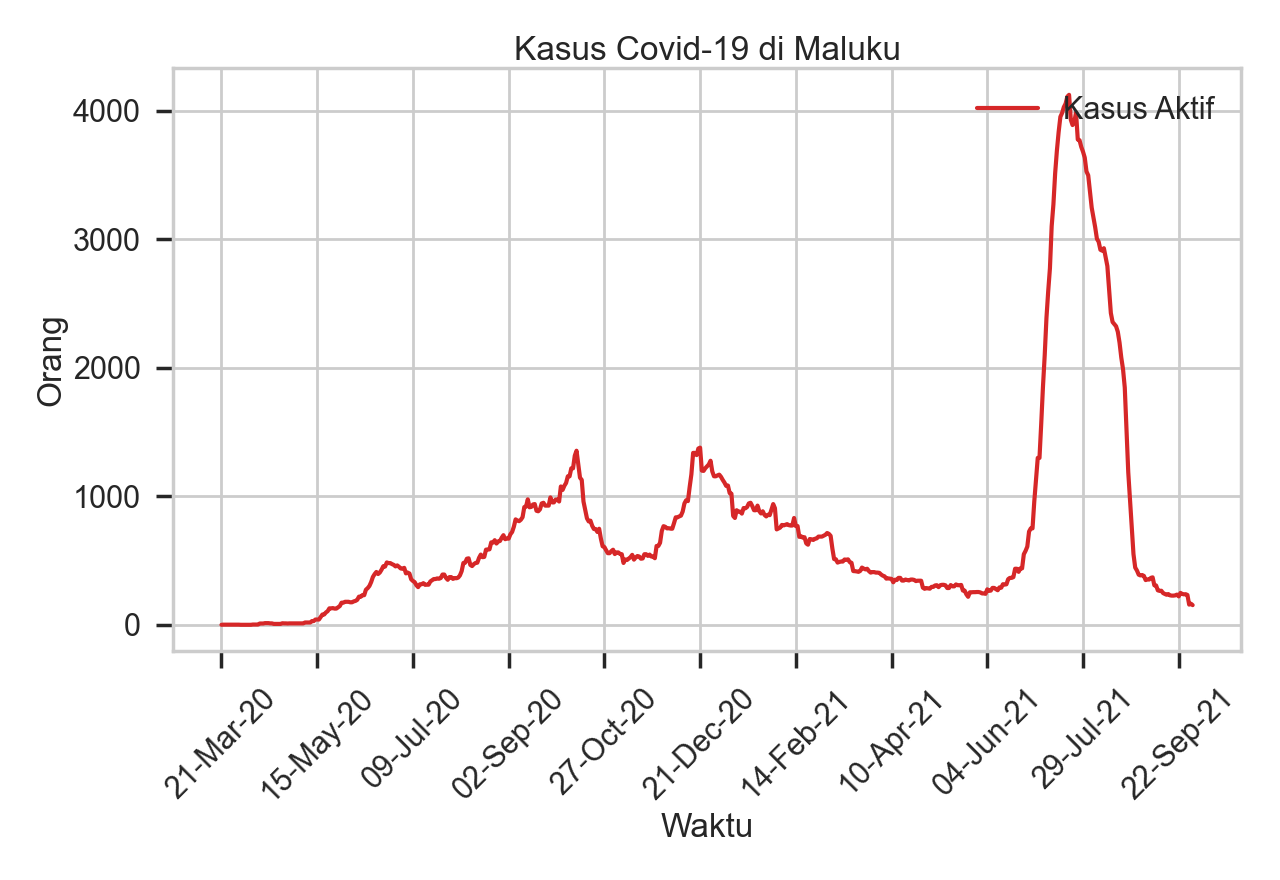 Kasus Covid-19 di Maluku
Kasus Aktif
4000
3000
2000
1000
0
Orang
21-Mar-20
15-May-20
09-Jul-20
02-Sep-20
27-Oct-20
21-Dec-20
14-Feb-21
10-Apr-21
04-Jun-21
29-Jul-21
22-Sep-21
Waktu